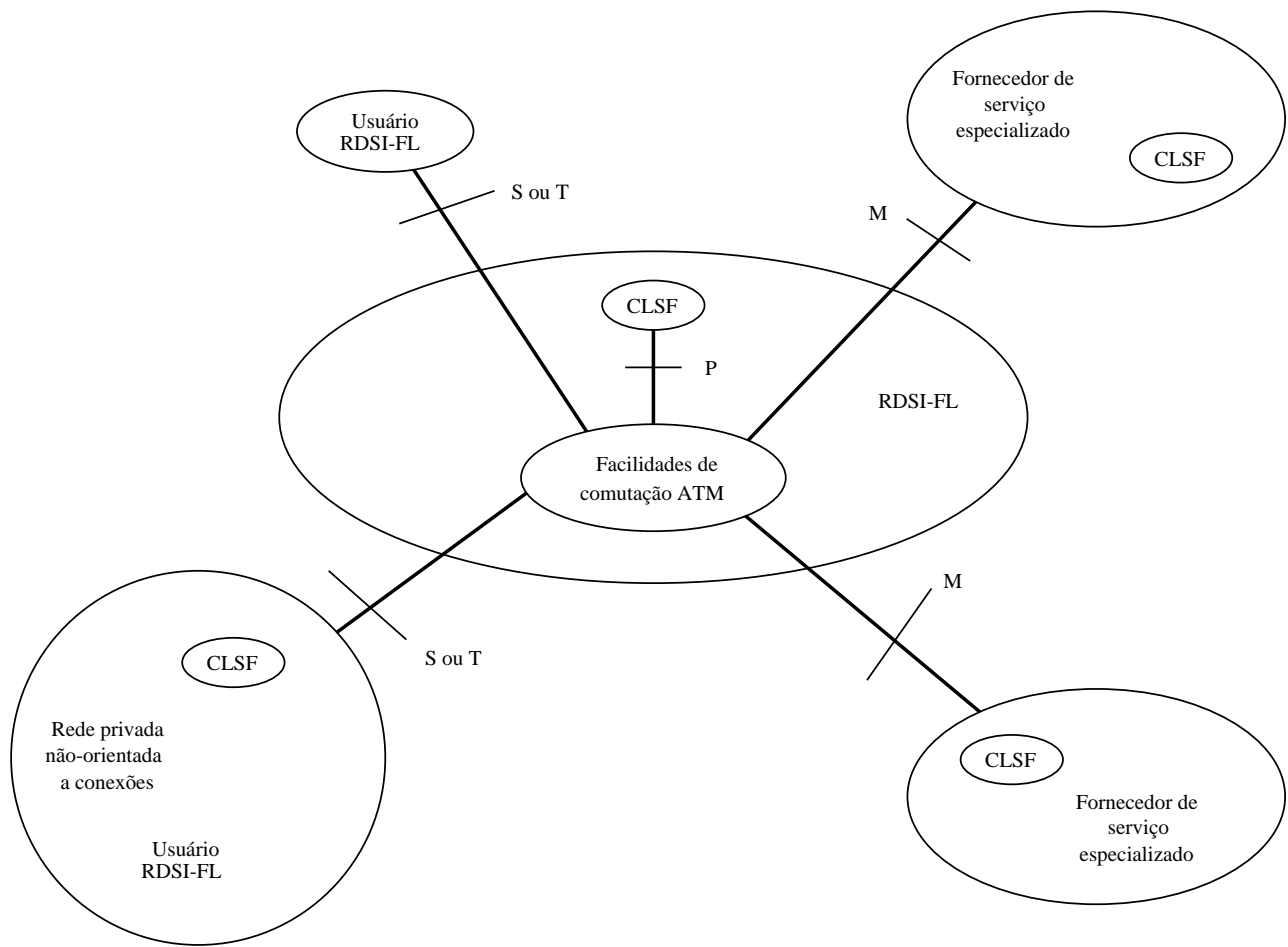 Fornecedor de
serviço
especializado
CLSF
Usuário
RDSI-FL
S ou T
M
CLSF
P
RDSI-FL
Facilidades de
comutação ATM
M
S ou T
CLSF
Rede privada
não-orientada
a conexões
Usuário
RDSI-FL
CLSF
Fornecedor de
serviço
especializado